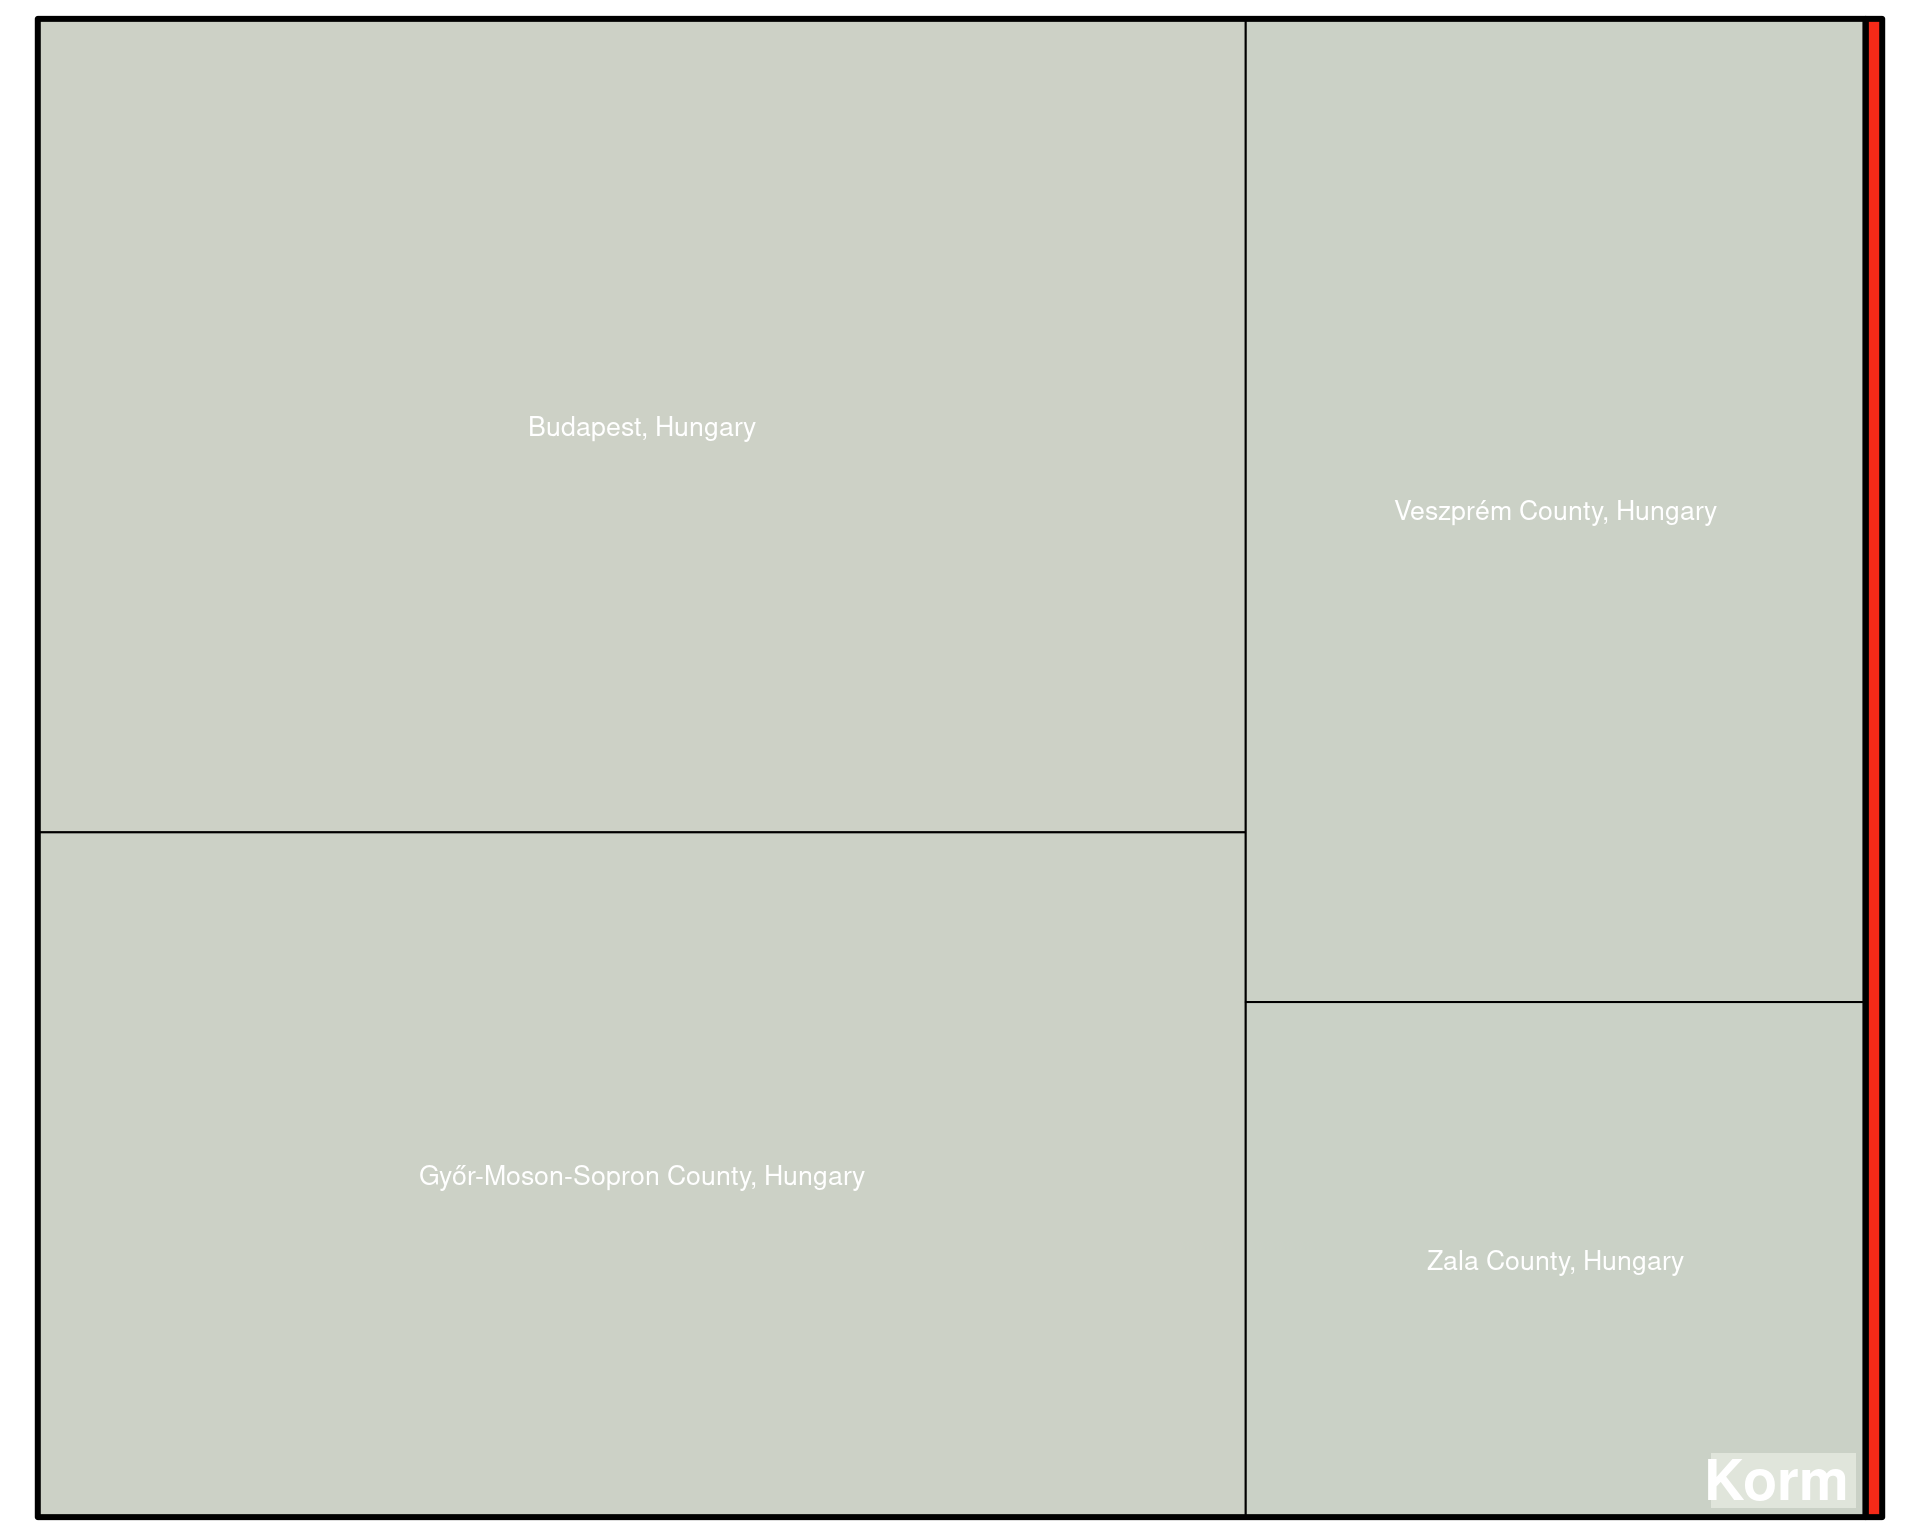 Budapest, Hungary
Veszprém County, Hungary
Győr-Moson-Sopron County, Hungary
Zala County, Hungary
Korm